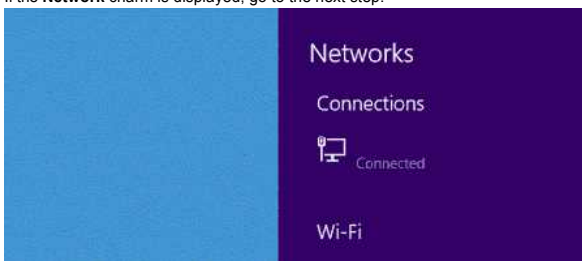 If the Network charm is displayed, go to the next step.
Networks
Connections
Connected
Wi-Fi